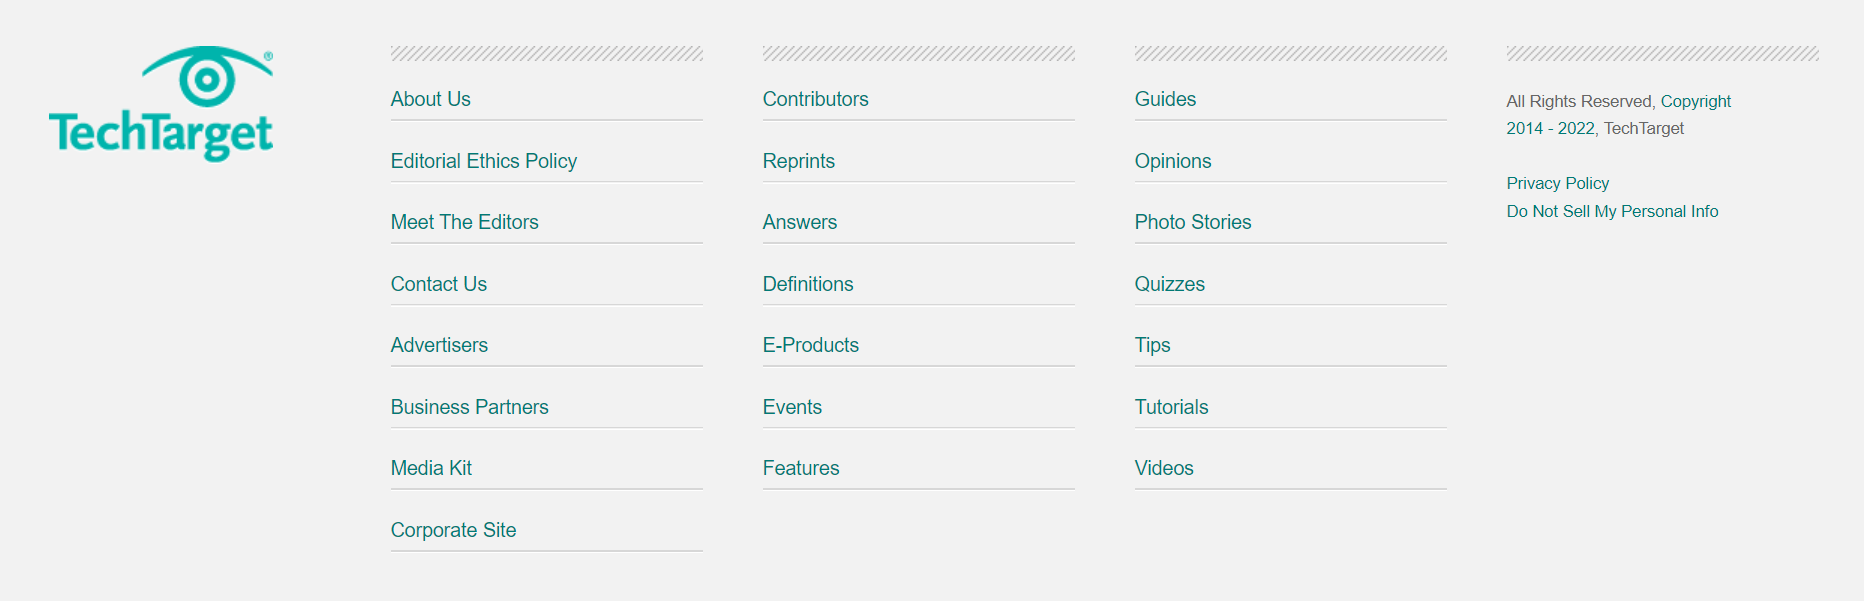 TechTarget®
About Us
Editorial Ethics Policy
Meet The Editors
Contact Us
Advertisers
Business Partners
Media Kit
Corporate Site
Contributors
Reprints
Answers
Definitions
E-Products
Events
Features
Guides
Opinions
Photo Stories
Quizzes
Tips
Tutorials
Videos
All Rights Reserved, Copyright
2014 - 2022, TechTarget
Privacy Policy
Do Not Sell My Personal Info